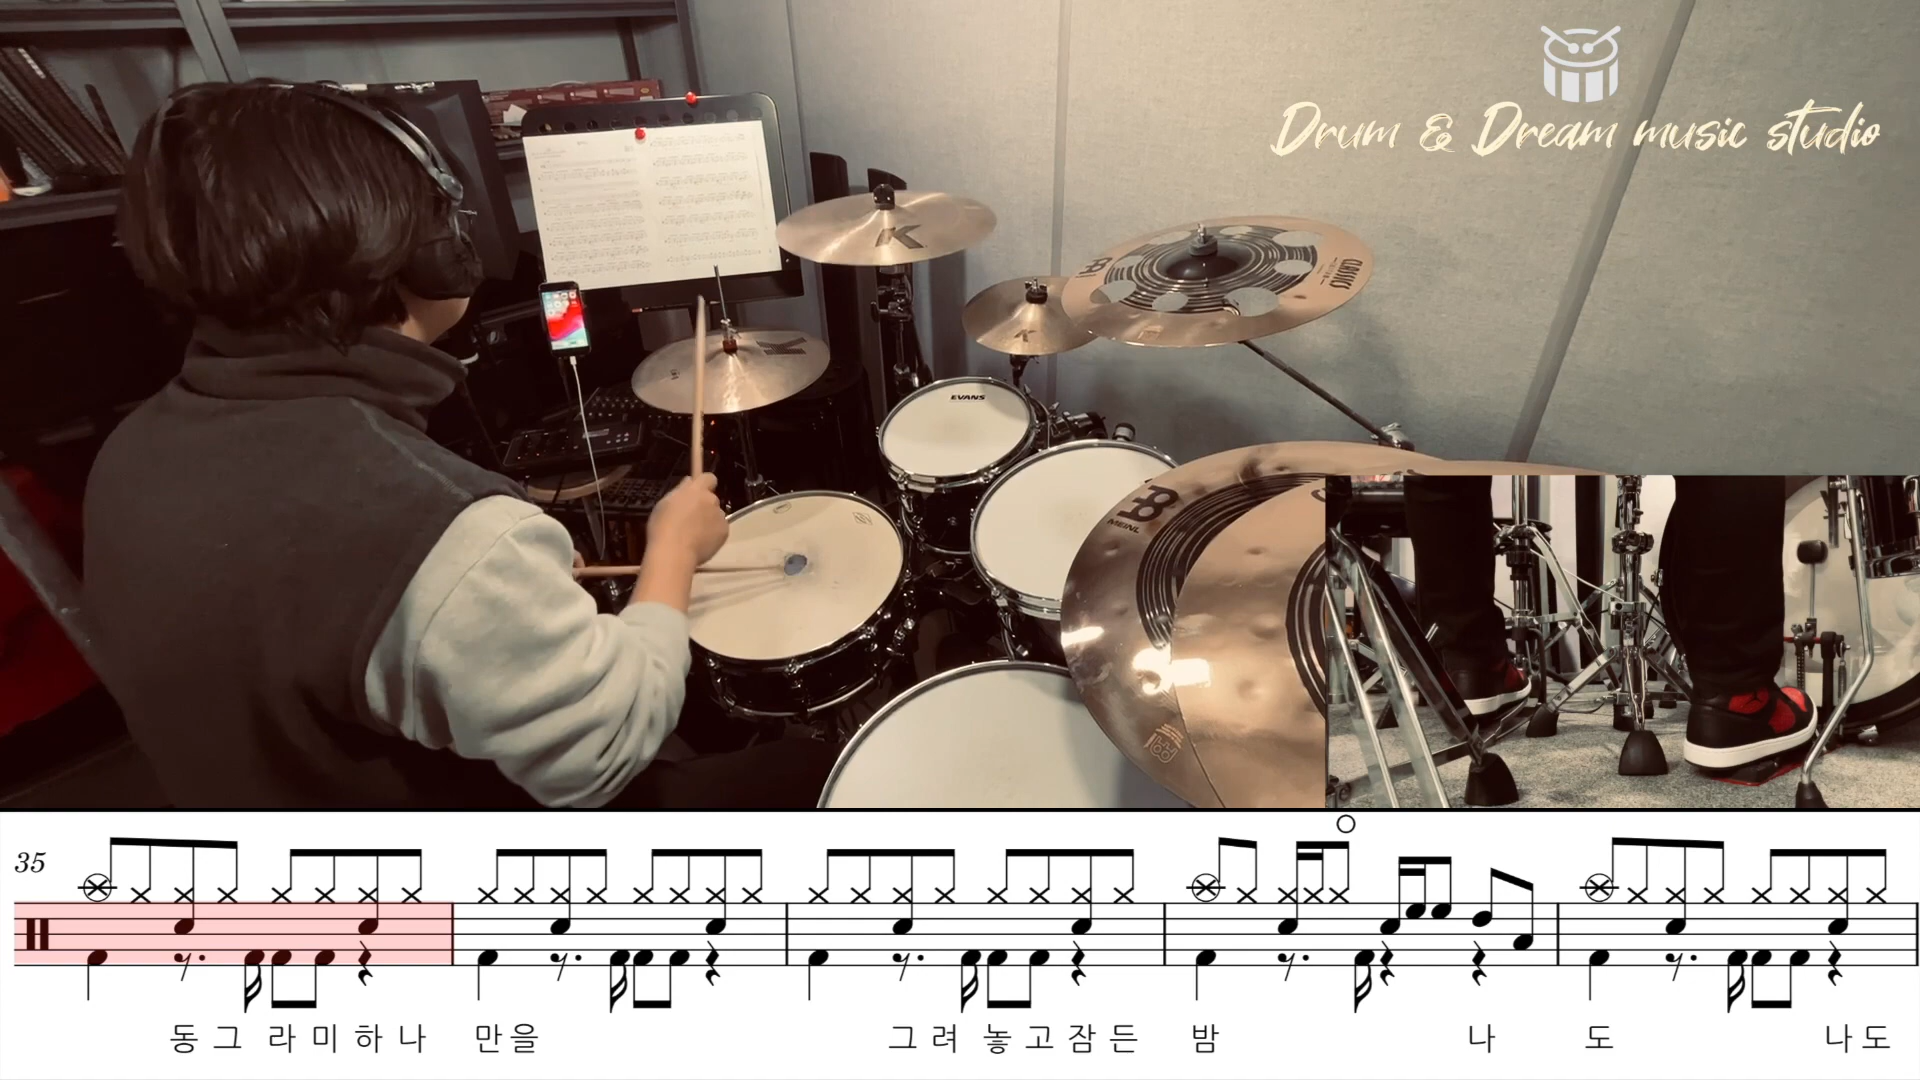 Drum & Dream music studio
K
K
K
CLASSICS
EVANS
MEINL
35
동 그 라 미 하 나 만 을 그 려 놓 고 잠 든 밤 나 도 나 도